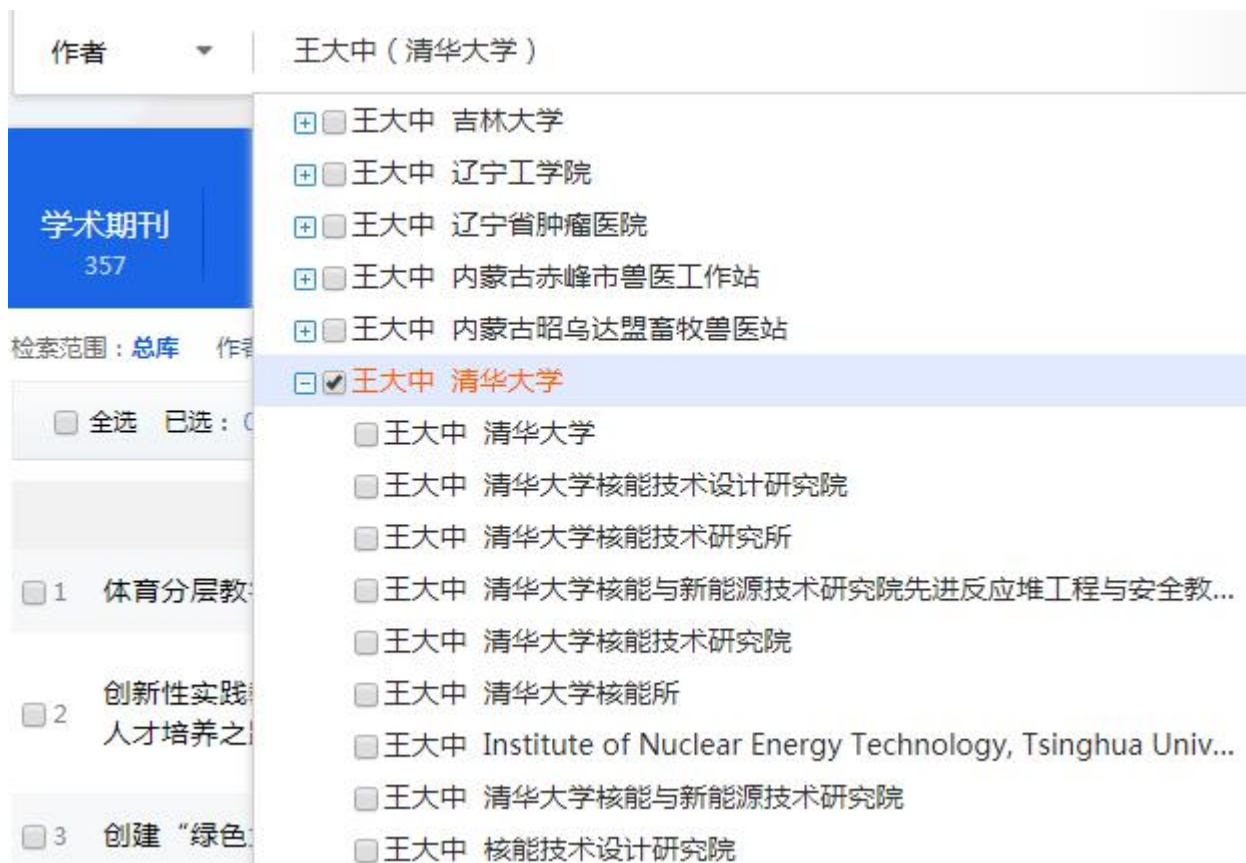 作者
王大中（清华大学）
王大中 吉林大学
王大中 辽宁工学院
王大中 辽宁省肿瘤医院
王大中 内蒙古赤峰市兽医工作站
王大中 内蒙古昭乌达盟畜牧兽医站
王大中 清华大学
王大中 清华大学
王大中 清华大学核能技术设计研究院
王大中 清华大学核能技术研究所
王大中 清华大学核能与新能源技术研究院先进反应堆工程与安全教...
王大中 清华大学核能技术研究院
王大中 清华大学核能所
王大中 Institute of Nuclear Energy Technology, Tsinghua Univ...
王大中 清华大学核能与新能源技术研究院
王大中 核能技术设计研究院
学术期刊
357
检索范围：总库 作者
全选 已选：
1 体育分层教
2 创新性实践
人才培养之
3 创建“绿色